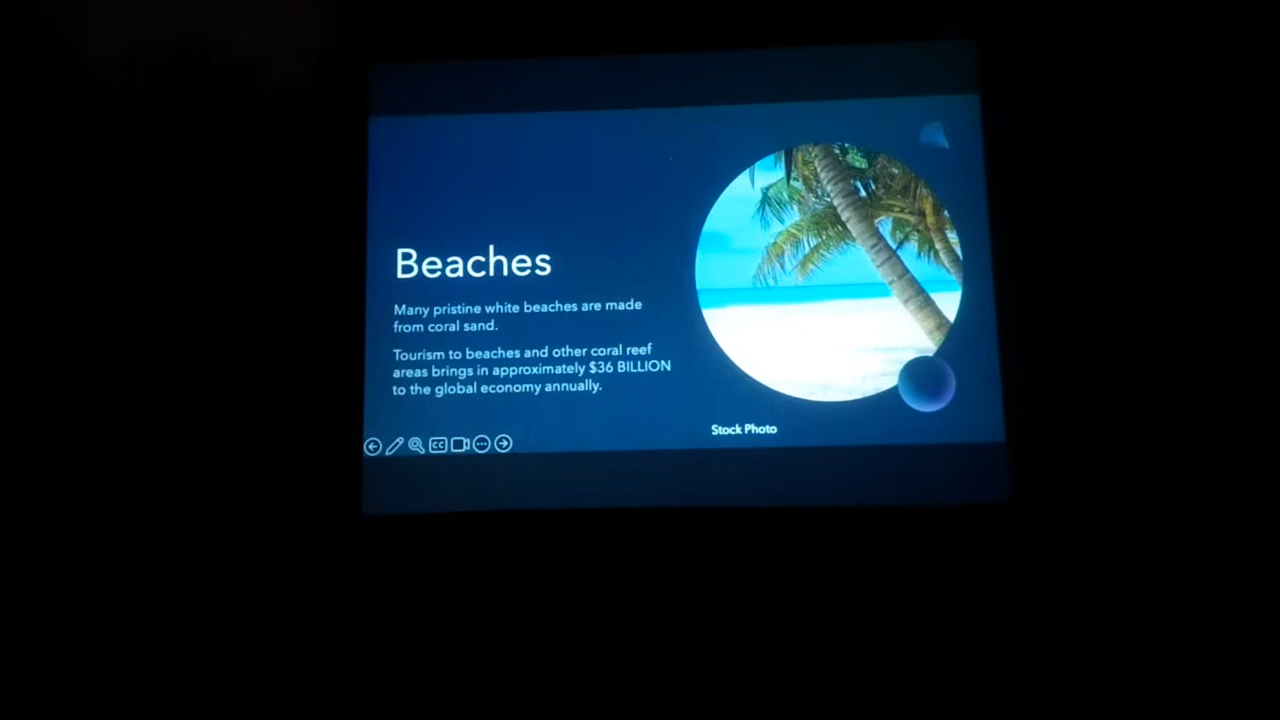 Beaches
Many pristine white beaches are made
from coral sand.
Tourism to beaches and other coral reef
areas brings in approximately $36 BILLION
to the global economy annually.
Stock Photo
CC